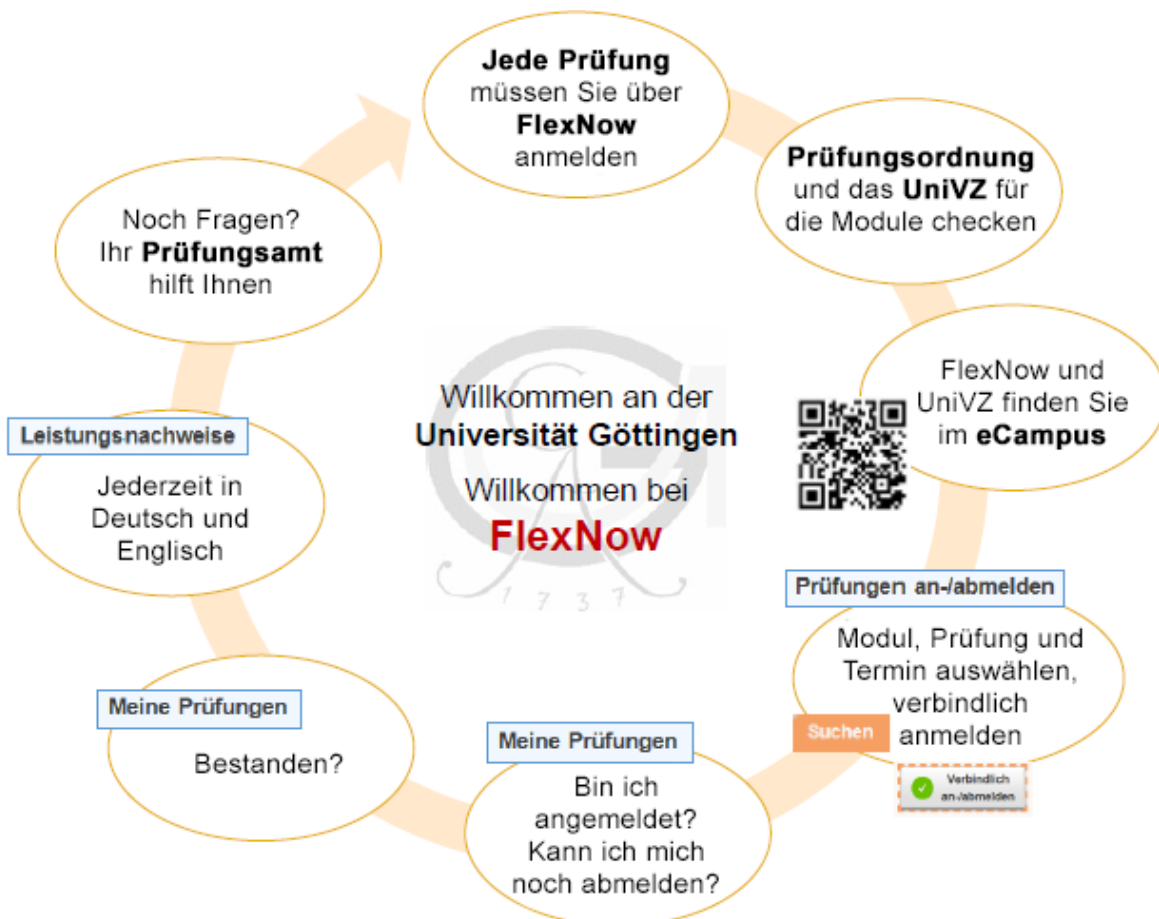 Jede Prüfung
müssen Sie über
FlexNow
anmelden
Prüfungsordnung
und das UniVZ für
die Module checken
FlexNow und
UniVZ finden Sie
im eCampus
Prüfungen an-/abmelden
Modul, Prüfung und
Termin auswählen,
verbindlich
anmelden
Suchen
Verbindlich
an-/abmelden
Meine Prüfungen
Bin ich
angemeldet?
Kann ich mich
noch abmelden?
Meine Prüfungen
Bestanden?
Leistungsnachweise
Jederzeit in
Deutsch und
Englisch
Noch Fragen?
Ihr Prüfungsamt
hilft Ihnen
Willkommen an der
Universität Göttingen
Willkommen bei
FlexNow
1737